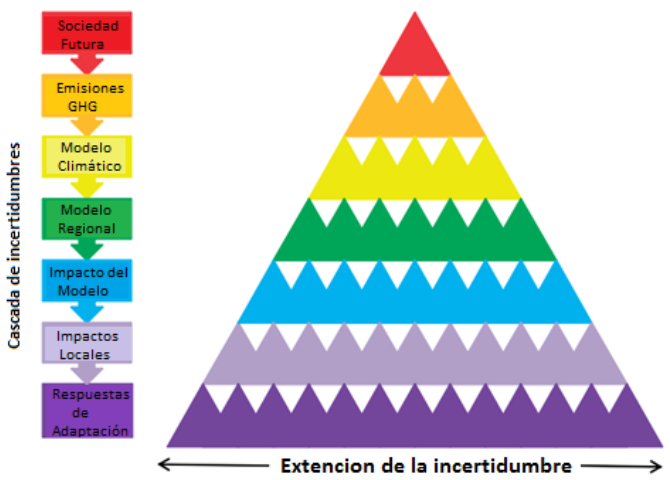 Cascada de incertidumbres
Sociedad
Futura
Emisiones
GHG
Modelo
Climático
Modelo
Regional
Impacto del
Modelo
Impactos
Locales
Respuestas
de
Adaptación
Extencion de la incertidumbre